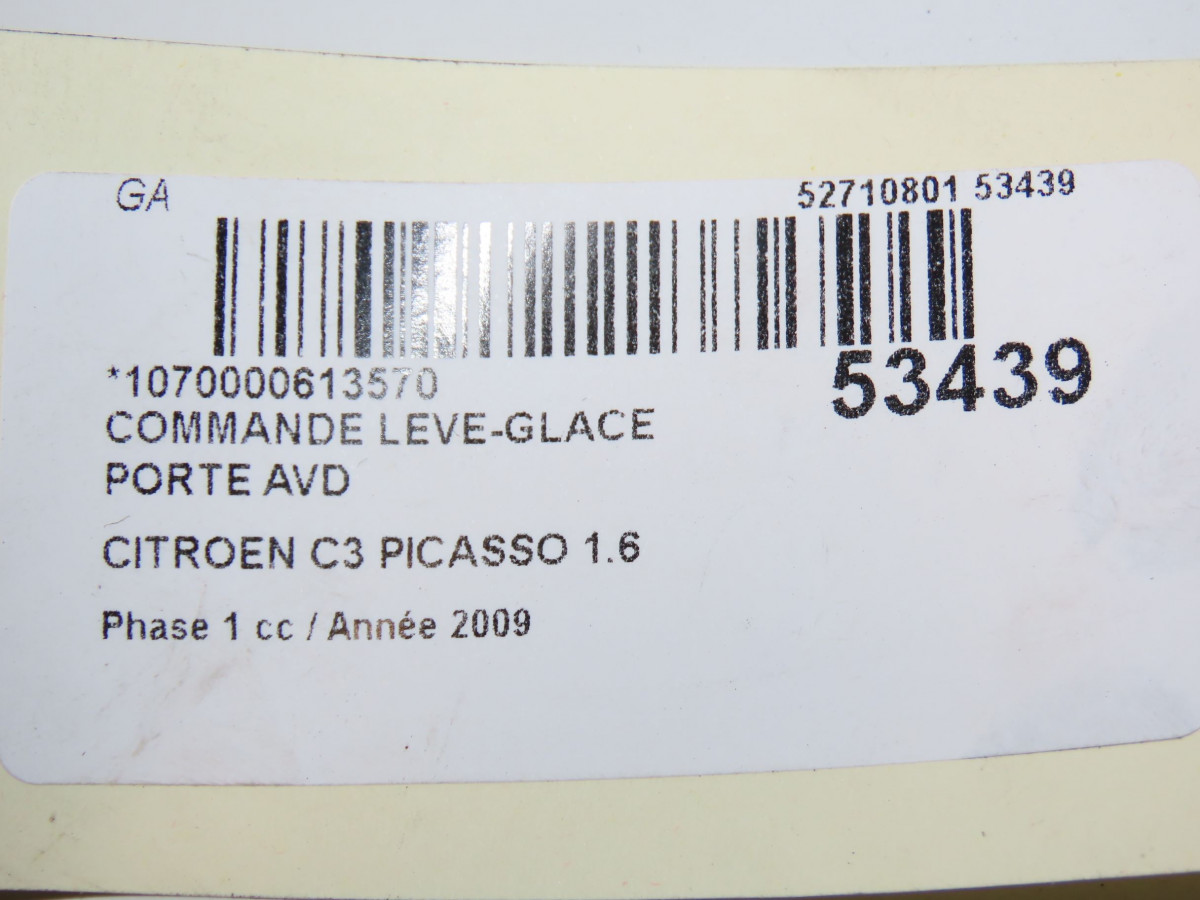 GA
52710801 53439
*1070000613570
53439
COMMANDE LEVE-GLACE
PORTE AVD
CITROEN C3 PICASSO 1.6
Phase 1 cc / Année 2009